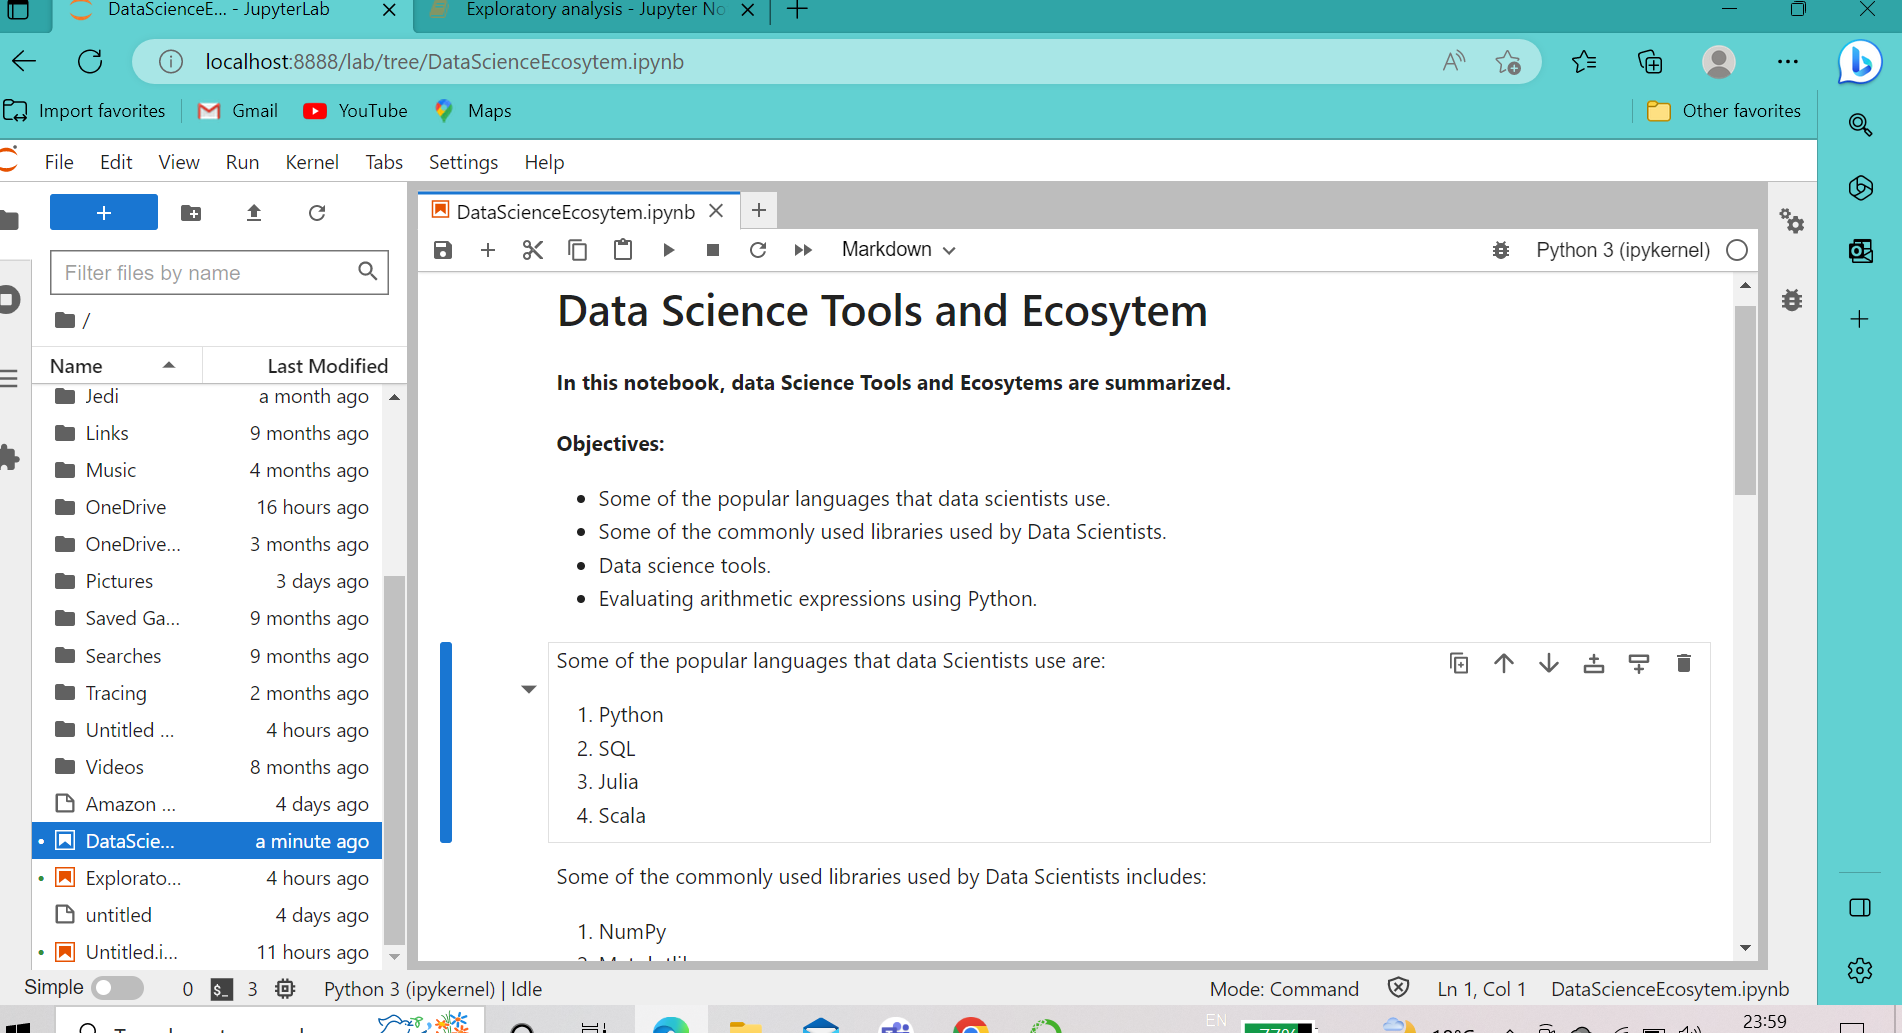 DataScienceE... - JupyterLab
Exploratory analysis - Jupyter No
localhost:8888/lab/tree/DataScienceEcosytem.ipynb
Import favorites
Gmail
YouTube
Maps
Other favorites
File Edit View Run Kernel Tabs Settings Help
DataScienceEcosytem.ipynb
Filter files by name
Markdown
Python 3 (ipykernel)
/
Name Last Modified
Jedi a month ago
Links 9 months ago
Music 4 months ago
OneDrive 16 hours ago
OneDrive... 3 months ago
Pictures 3 days ago
Saved Ga... 9 months ago
Searches 9 months ago
Tracing 2 months ago
Untitled ... 4 hours ago
Videos 8 months ago
Amazon ... 4 days ago
DataScie... a minute ago
Explorato... 4 hours ago
untitled 4 days ago
Untitled.i... 11 hours ago
Data Science Tools and Ecosytem
In this notebook, data Science Tools and Ecosytems are summarized.
Objectives:
Some of the popular languages that data scientists use.
Some of the commonly used libraries used by Data Scientists.
Data science tools.
Evaluating arithmetic expressions using Python.
Some of the popular languages that data Scientists use are:
1. Python
2. SQL
3. Julia
4. Scala
Some of the commonly used libraries used by Data Scientists includes:
1. NumPy
Simple 0 $_ 3 Python 3 (ipykernel) | Idle
Mode: Command Ln 1, Col 1 DataScienceEcosytem.ipynb
EN
23:59